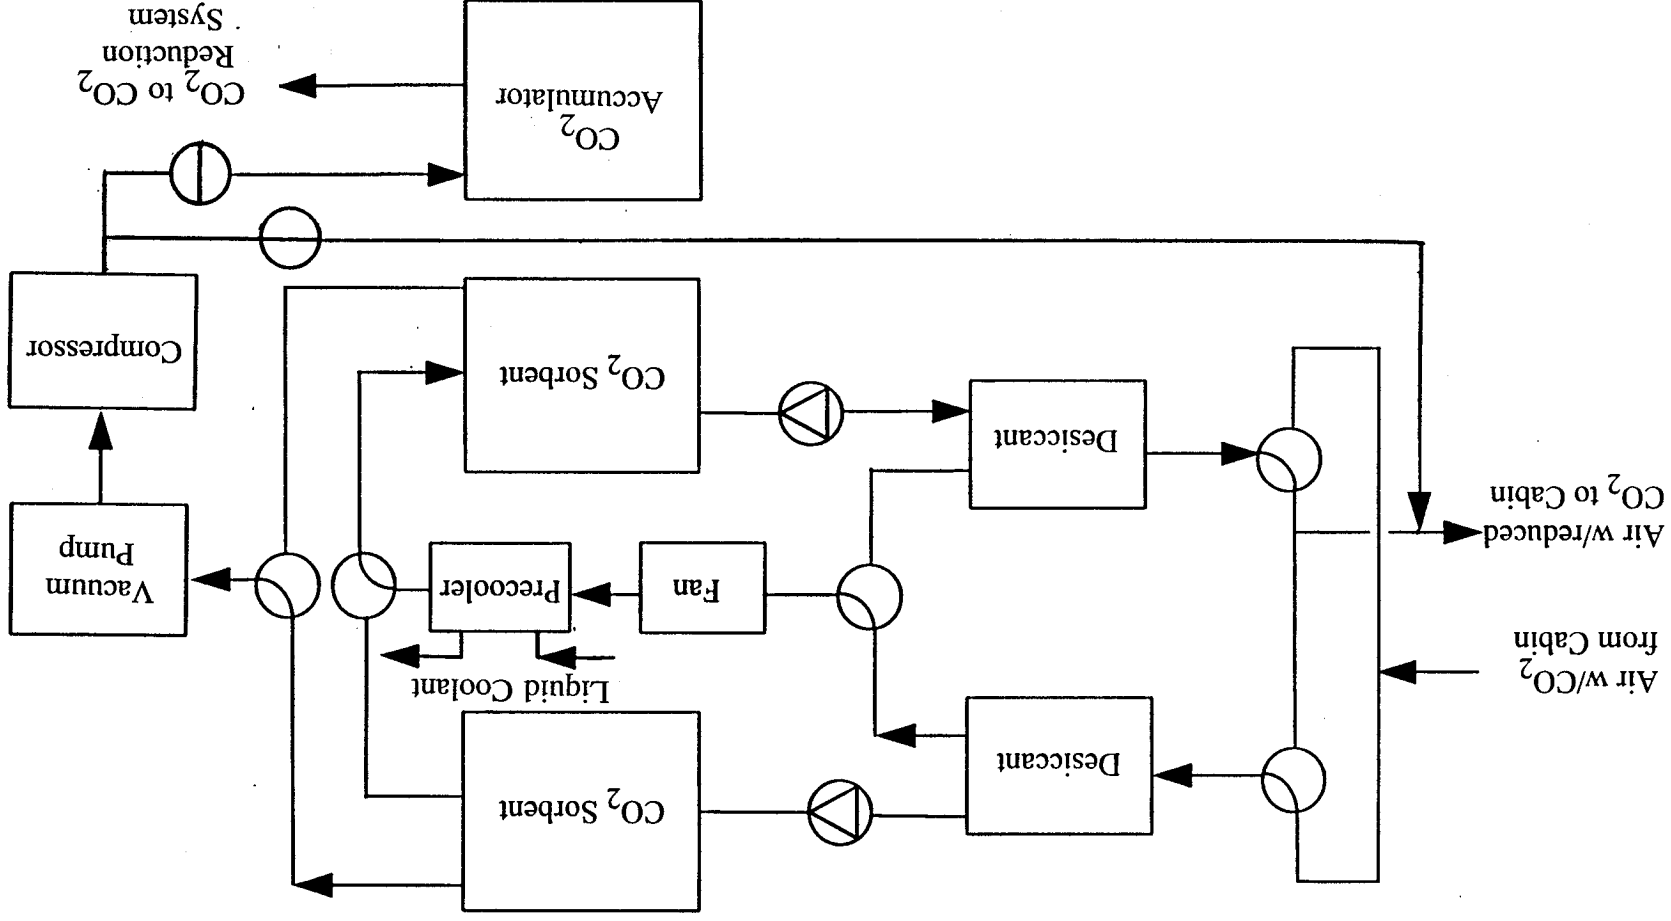 CO₂ Sorbent
Desiccant
Liquid Coolant
Air w/CO₂
from Cabin
Fan
Precooler
Vacuum
Pump
Air w/reduced
CO₂ to Cabin
Desiccant
CO₂ Sorbent
Compressor
CO₂
Accumulator
CO₂ to CO₂
Reduction
System